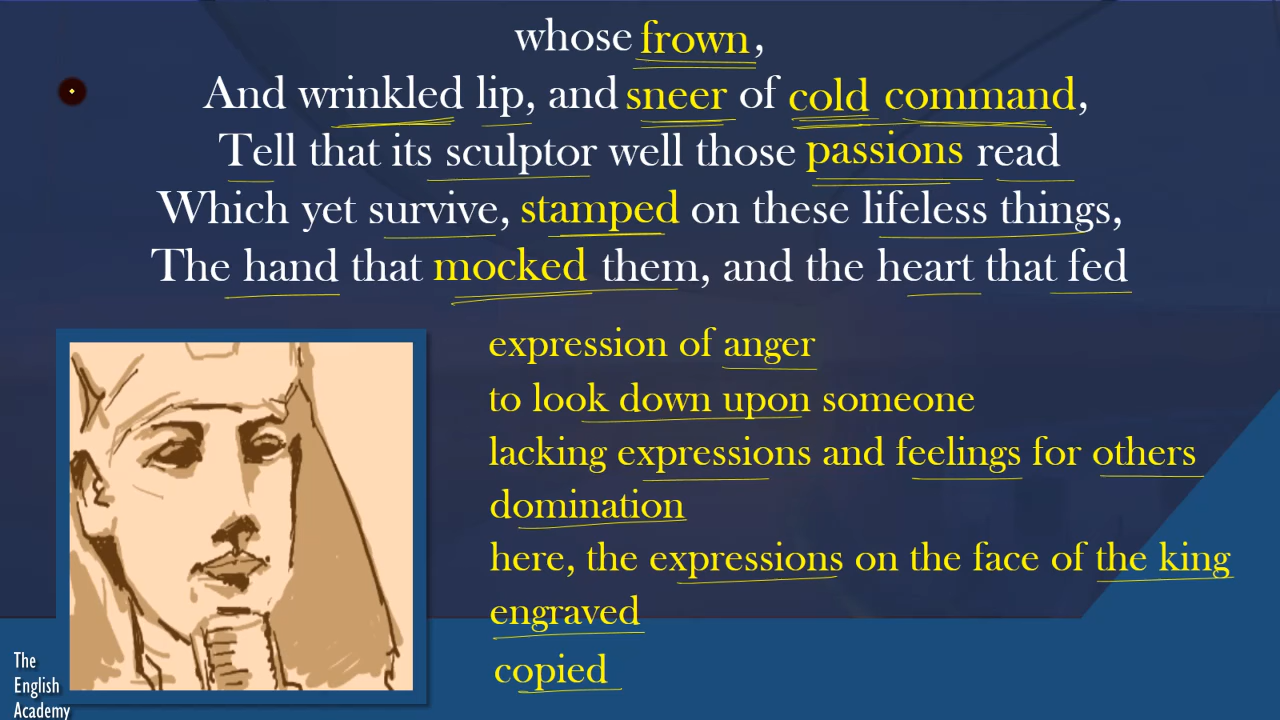 whose frown,
And wrinkled lip, and sneer of cold command,
Tell that its sculptor well those passions read
Which yet survive, stamped on these lifeless things,
The hand that mocked them, and the heart that fed
expression of anger
to look down upon someone
lacking expressions and feelings for others
domination
here, the expressions on the face of the king
engraved
copied
The
English
Academy